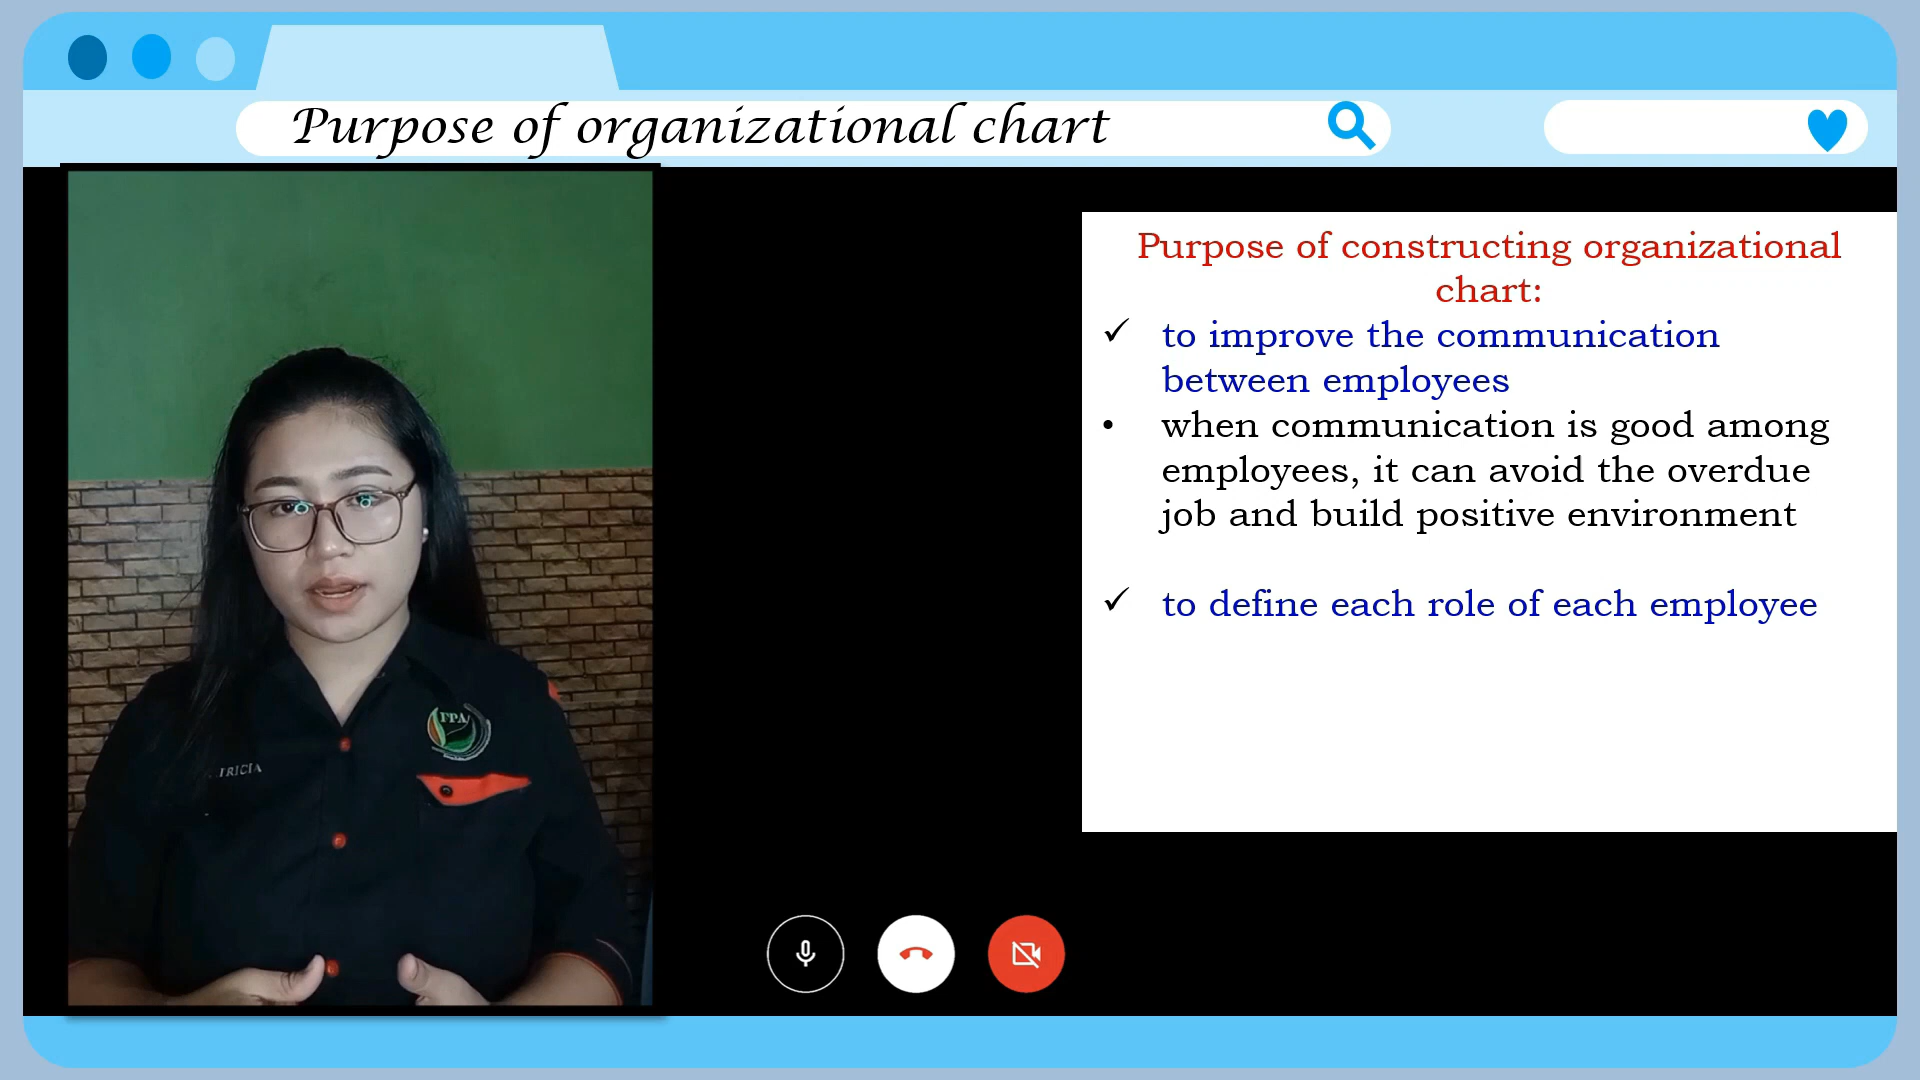 Purpose of organizational chart
Purpose of constructing organizational
chart:
✓ to improve the communication
between employees
• when communication is good among
employees, it can avoid the overdue
job and build positive environment
✓ to define each role of each employee
FPA
TRICIA